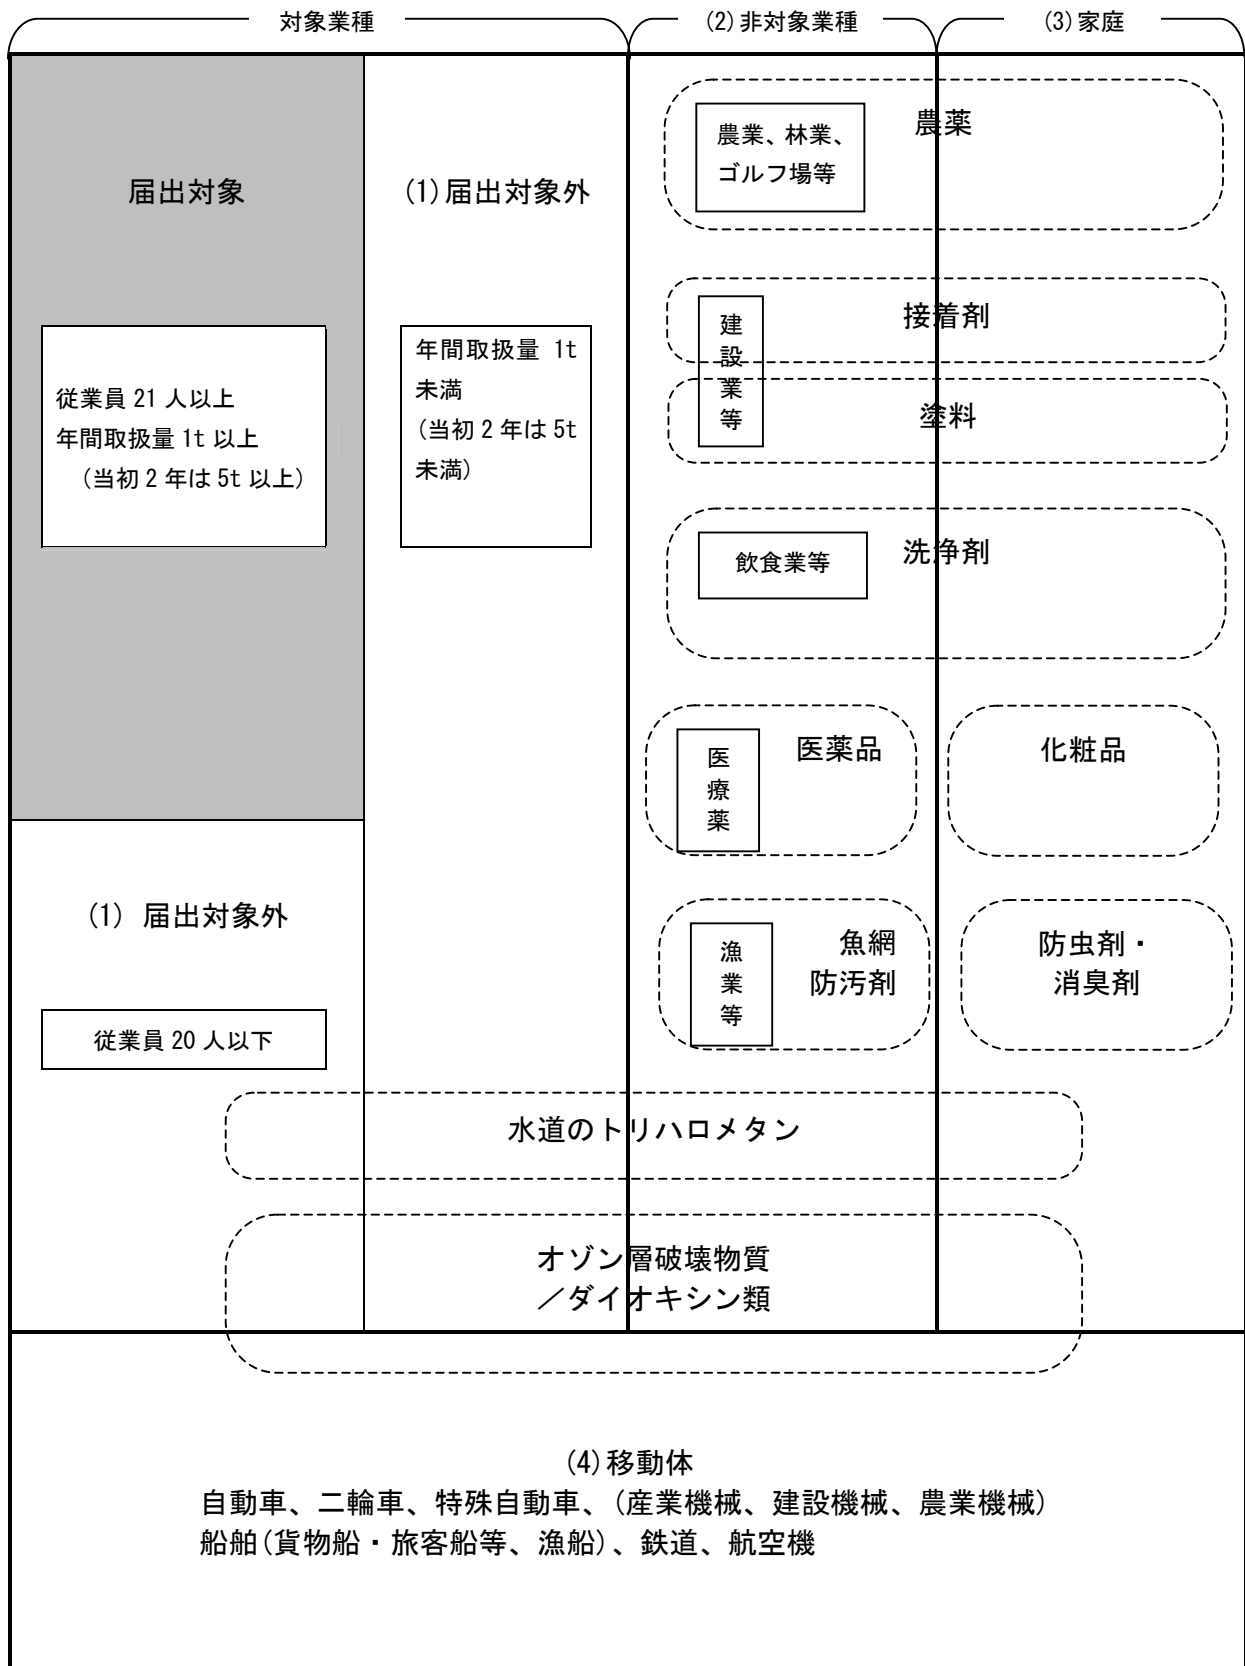 対象業種
(2)非対象業種
(3)家庭
届出対象
(1)届出対象外
農薬
農業、林業、
ゴルフ場等
従業員 21 人以上
年間取扱量 1t 以上
(当初 2 年は 5t 以上)
年間取扱量 1t
未満
(当初 2 年は 5t
未満)
接着剤
建設業等
塗料
洗浄剤
飲食業等
医薬品
医療薬
化粧品
(1) 届出対象外
従業員 20 人以下
漁業等
魚網
防汚剤
防虫剤・
消臭剤
水道のトリハロメタン
オゾン層破壊物質
／ダイオキシン類
(4)移動体
自動車、二輪車、特殊自動車、(産業機械、建設機械、農業機械)
船舶(貨物船・旅客船等、漁船)、鉄道、航空機